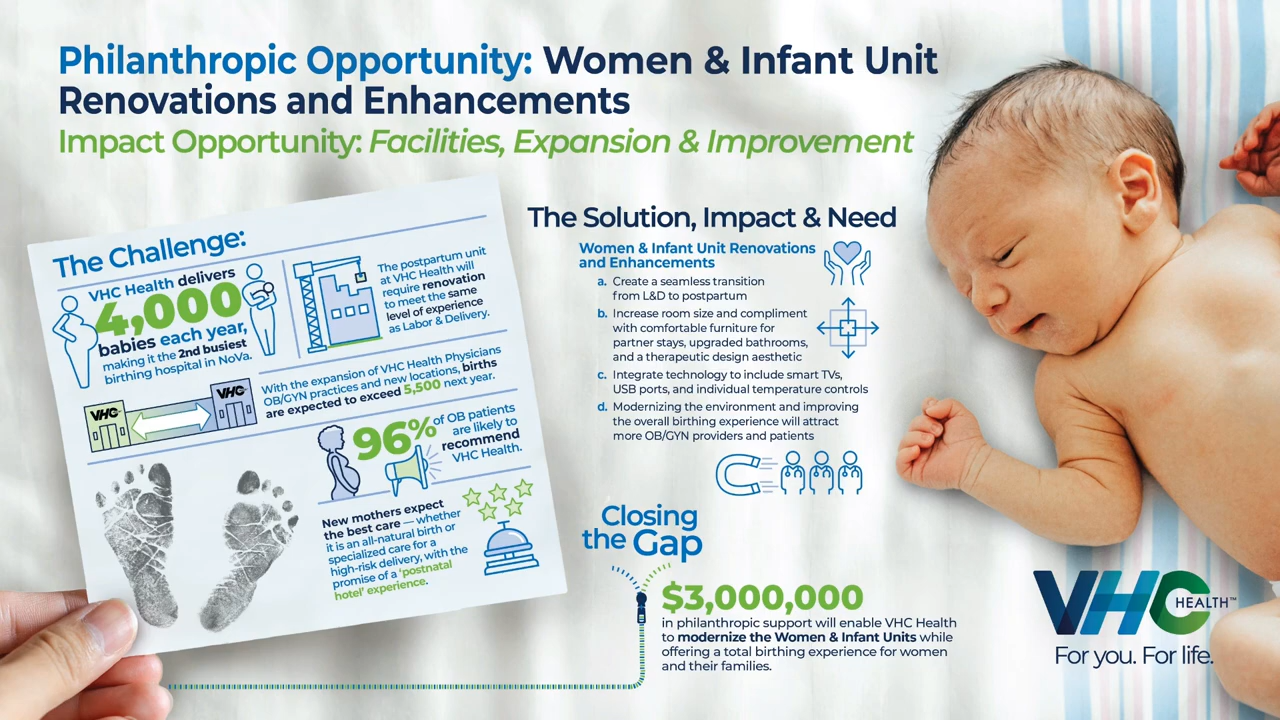 Philanthropic Opportunity: Women & Infant Unit
Renovations and Enhancements
Impact Opportunity: Facilities, Expansion & Improvement
The Challenge:
VHC Health delivers
4,000
babies each year,
making it the 2nd busiest
birthing hospital in NoVa.
The postpartum unit
at VHC Health will
require renovation
to meet the same
level of experience
as Labor & Delivery.
VHC
VHC
With the expansion of VHC Health Physicians
OB/GYN practices and new locations, births
are expected to exceed 5,500 next year.
96% of OB patients
are likely to
recommend
VHC Health.
New mothers expect
the best care — whether
it is an all-natural birth or
specialized care for a
high-risk delivery, with the
promise of a 'postnatal
hotel' experience.
The Solution, Impact & Need
Women & Infant Unit Renovations
and Enhancements
a. Create a seamless transition
from L&D to postpartum
b. Increase room size and compliment
with comfortable furniture for
partner stays, upgraded bathrooms,
and a therapeutic design aesthetic
c. Integrate technology to include smart TVs,
USB ports, and individual temperature controls
d. Modernizing the environment and improving
the overall birthing experience will attract
more OB/GYN providers and patients
Closing
the Gap
$3,000,000
in philanthropic support will enable VHC Health
to modernize the Women & Infant Units while
offering a total birthing experience for women
and their families.
VHC HEALTH™
For you. For life.